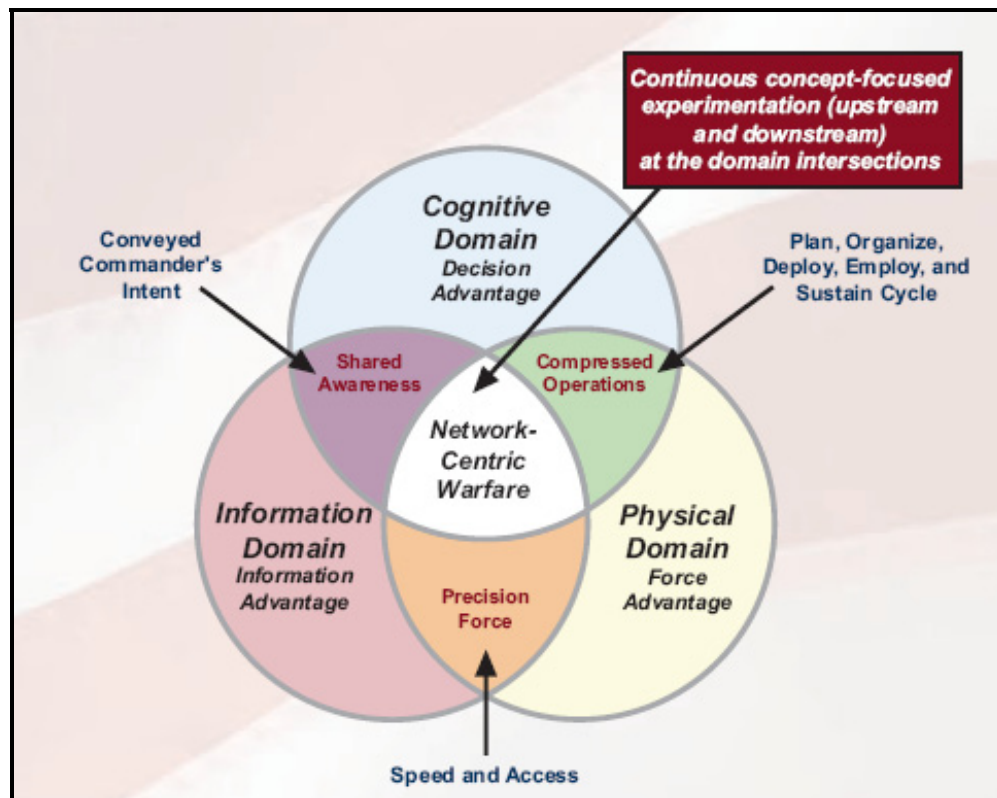 Continuous concept-focused
experimentation (upstream
and downstream)
at the domain intersections
Cognitive
Domain
Decision
Advantage
Conveyed
Commander's
Intent
Plan, Organize,
Deploy, Employ, and
Sustain Cycle
Shared
Awareness
Compressed
Operations
Network-
Centric
Warfare
Information
Domain
Information
Advantage
Physical
Domain
Force
Advantage
Precision
Force
Speed and Access